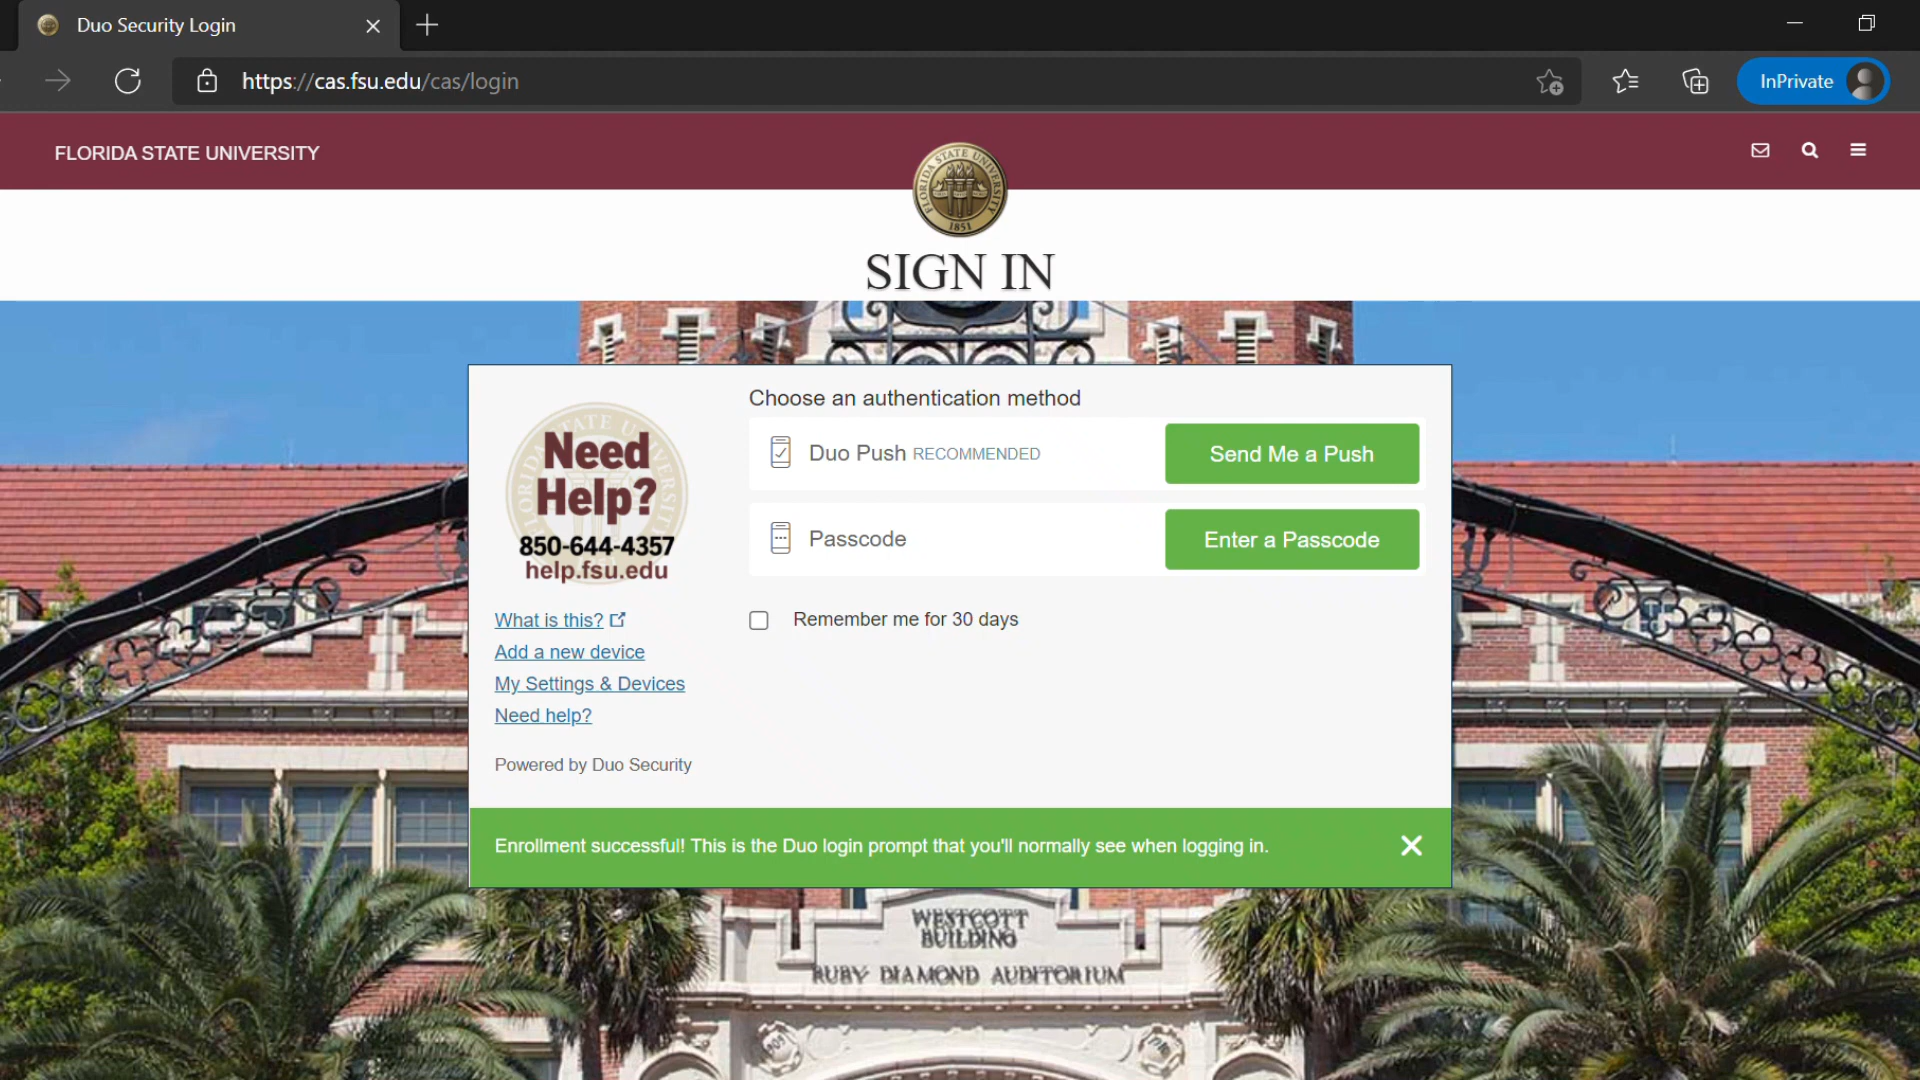 Duo Security Login
https://cas.fsu.edu/cas/login
InPrivate
FLORIDA STATE UNIVERSITY
FLORIDA STATE UNIVERSITY
1851
SIGN IN
Need
Help?
850-644-4357
help.fsu.edu
What is this?
Add a new device
My Settings & Devices
Need help?
Powered by Duo Security
Choose an authentication method
Duo Push RECOMMENDED
Send Me a Push
Passcode
Enter a Passcode
Remember me for 30 days
Enrollment successful! This is the Duo login prompt that you'll normally see when logging in.
WESTCOTT
BUILDING
RUBY DIAMOND AUDITORIUM